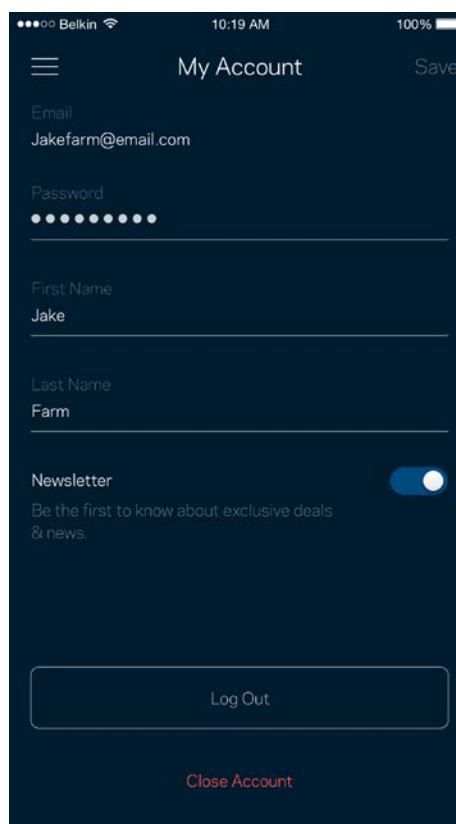 Belkin 10:19 AM 100%
My Account Save
Email
Jakefarm@email.com
Password
●●●●●●●●●
First Name
Jake
Last Name
Farm
Newsletter
Be the first to know about exclusive deals
& news.
Log Out
Close Account